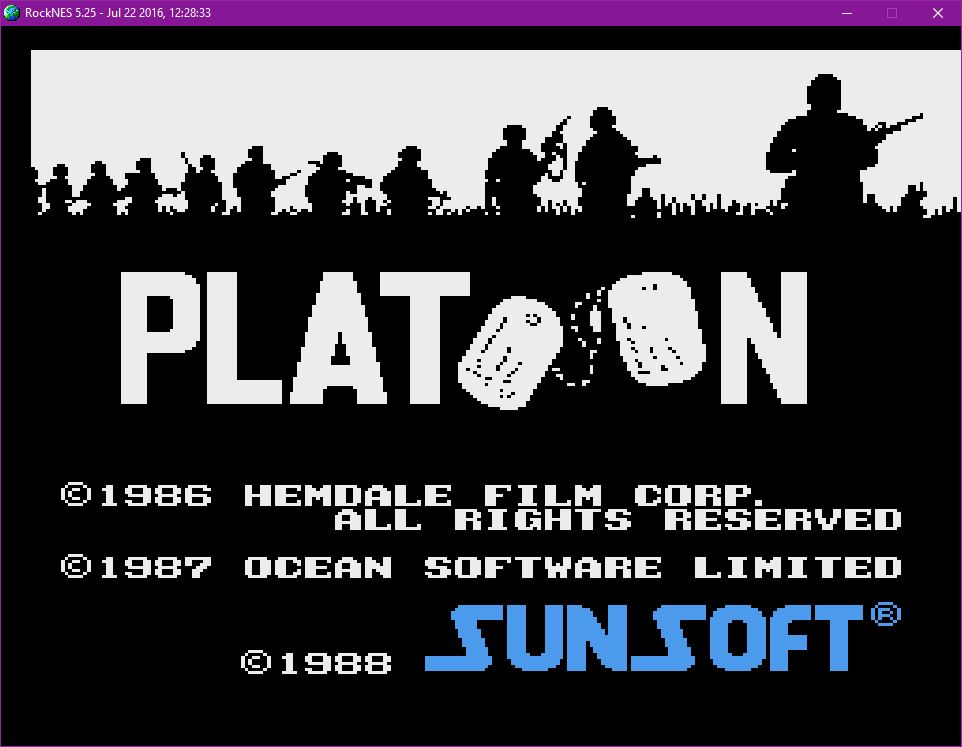 RockNES 5.25 - Jul 22 2016, 12:28:33
PLATOON
©1986 HEMDALE FILM CORP.
ALL RIGHTS RESERVED
©1987 OCEAN SOFTWARE LIMITED
©1988 SUNSOFT®